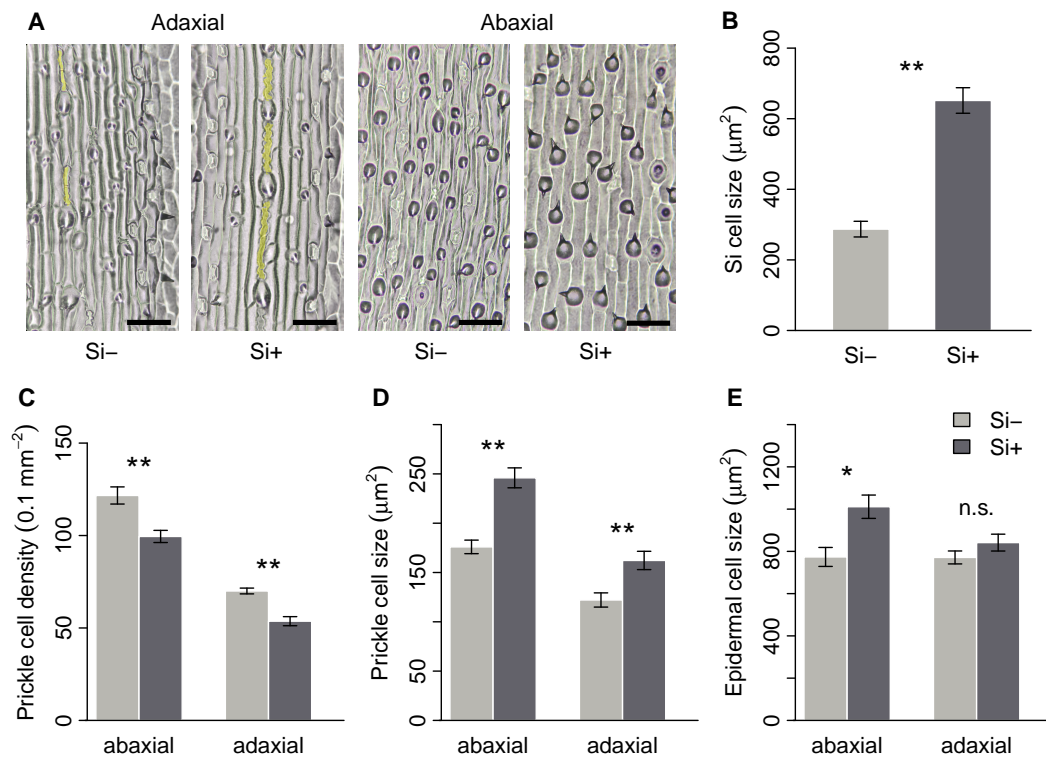 A
Adaxial
Abaxial
Si–
Si+
Si–
Si+
B
Si cell size (μm²)
800
600
400
200
0
**
Si–
Si+
C
Prickle cell density (0.1 mm⁻²)
150
100
50
0
**
**
abaxial
adaxial
D
Prickle cell size (μm²)
250
150
50
0
**
**
abaxial
adaxial
E
Si–
Si+
Epidermal cell size (μm²)
1200
800
400
0
*
n.s.
abaxial
adaxial